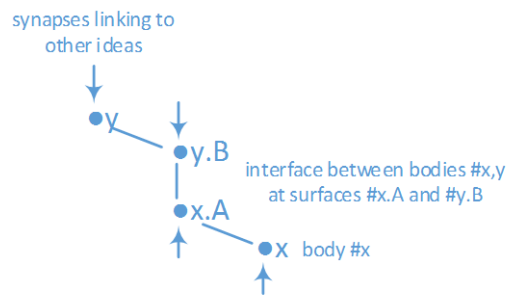 synapses linking to
other ideas
y
y.B
interface between bodies #x,y
at surfaces #x.A and #y.B
x.A
x body #x